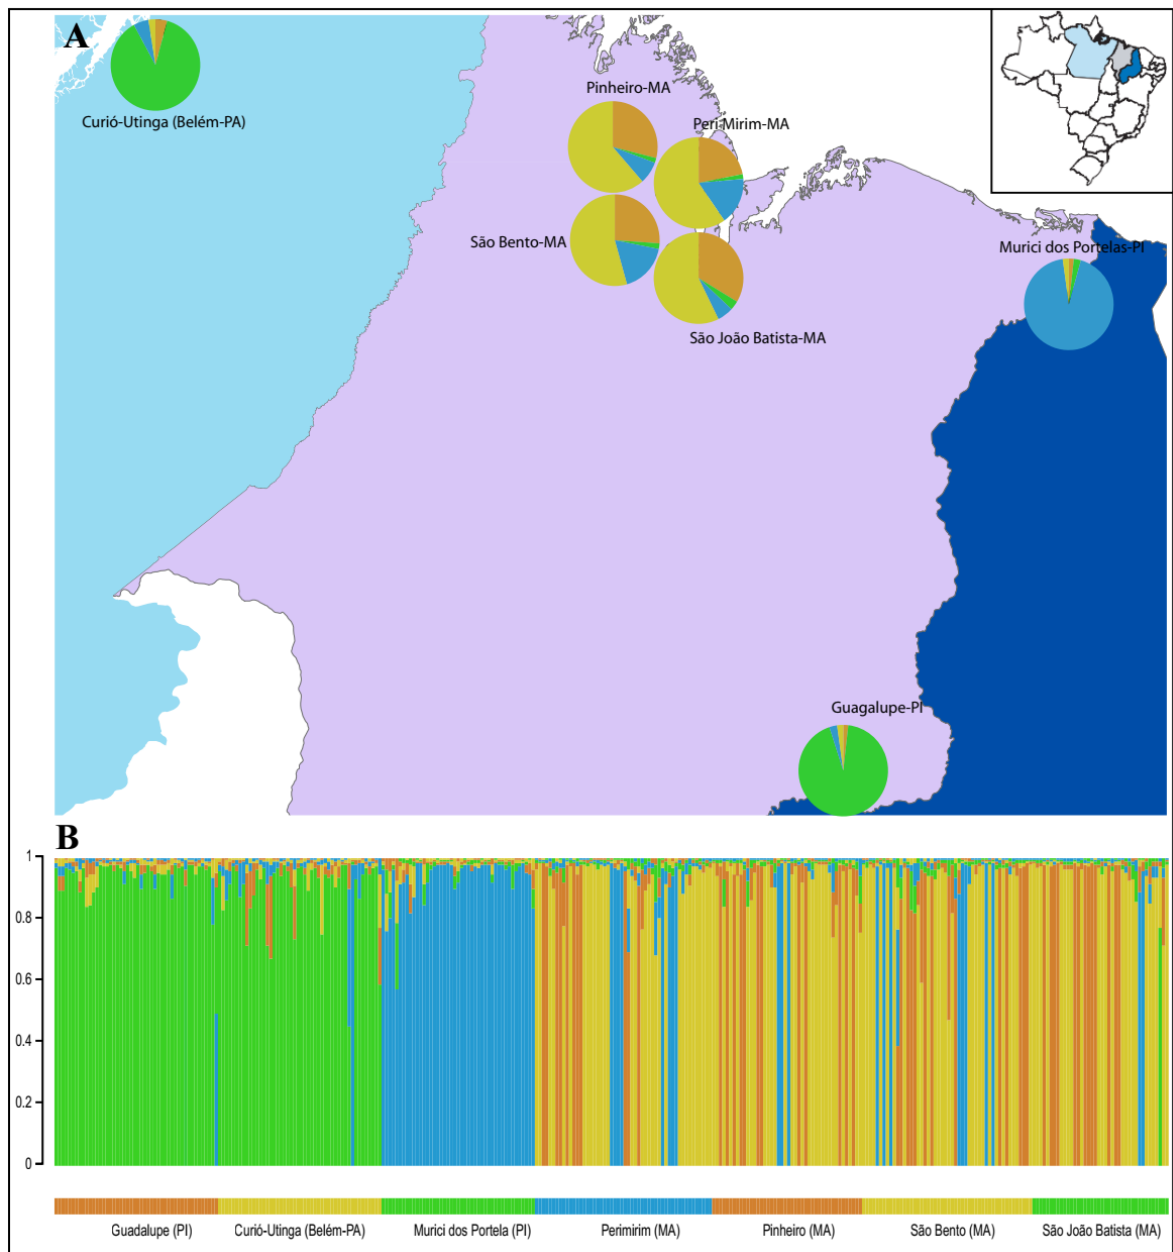 A
Curió-Utinga (Belém-PA)
Pinheiro-MA
Peri Mirim-MA
São Bento-MA
São João Batista-MA
Murici dos Portelas-PI
Guagalupe-PI
B
1
0.8
0.6
0.4
0.2
0
Guadalupe (PI) Curió-Utinga (Belém-PA) Murici dos Portela (PI) Perimirim (MA) Pinheiro (MA) São Bento (MA) São João Batista (MA)